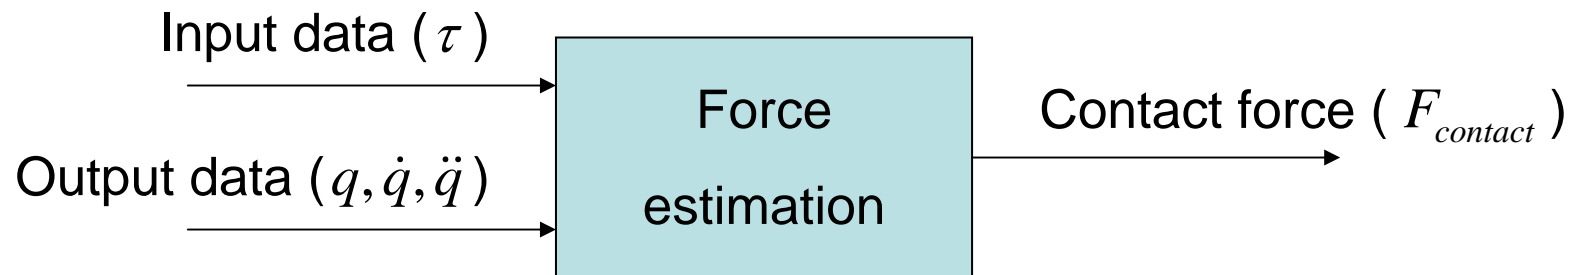 Input data ( τ )
Output data (q, q̇, q̈ )
Force
estimation
Contact force ( F_contact )